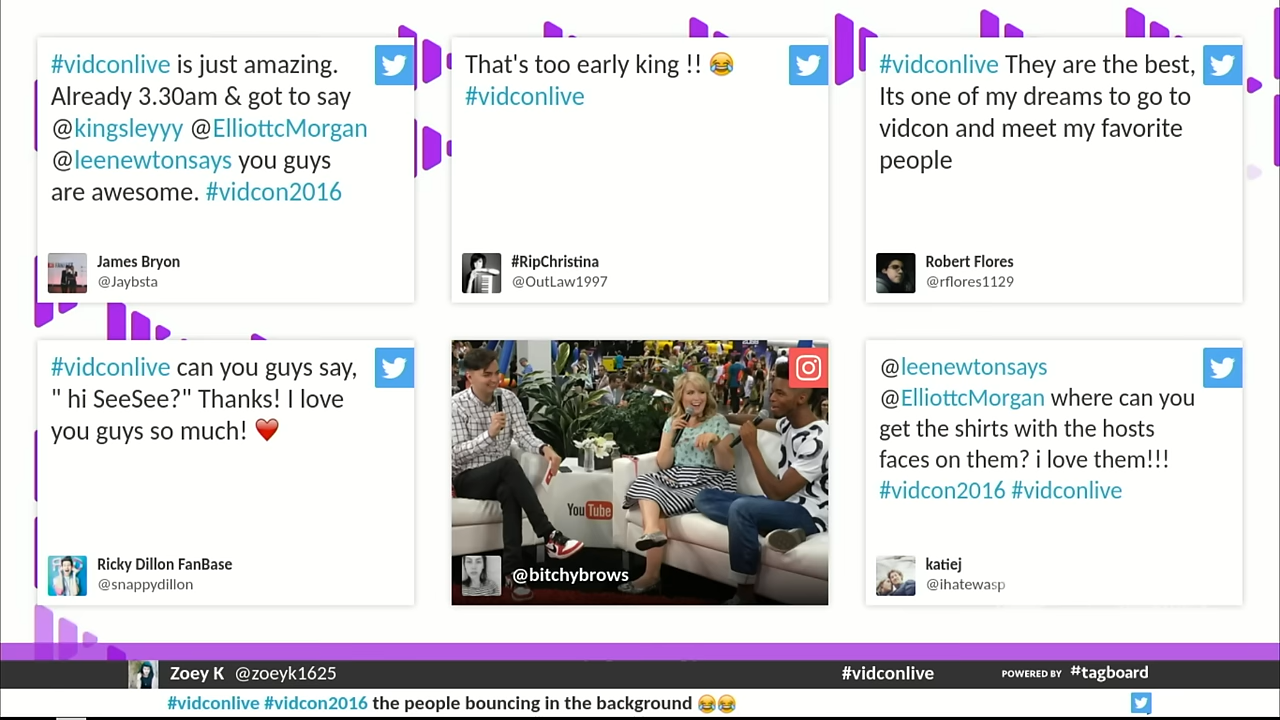 #vidconlive is just amazing.
Already 3.30am & got to say
@kingsleyyy @ElliottcMorgan
@leenewtonsays you guys
are awesome. #vidcon2016
James Bryon
@Jaybsta
That's too early king !! 😂
#vidconlive
#RipChristina
@OutLaw1997
#vidconlive They are the best,
Its one of my dreams to go to
vidcon and meet my favorite
people
Robert Flores
@rflores1129
#vidconlive can you guys say,
" hi SeeSee?" Thanks! I love
you guys so much! ❤️
Ricky Dillon FanBase
@snappydillon
YouTube
@bitchybrows
@leenewtonsays
@ElliottcMorgan where can you
get the shirts with the hosts
faces on them? i love them!!!
#vidcon2016 #vidconlive
katiej
@ihatewasp
Zoey K @zoeyk1625
#vidconlive
POWERED BY #tagboard
#vidconlive #vidcon2016 the people bouncing in the background 😂😂